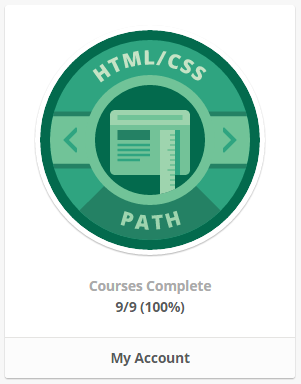 HTML/CSS
PATH
Courses Complete
9/9 (100%)
My Account